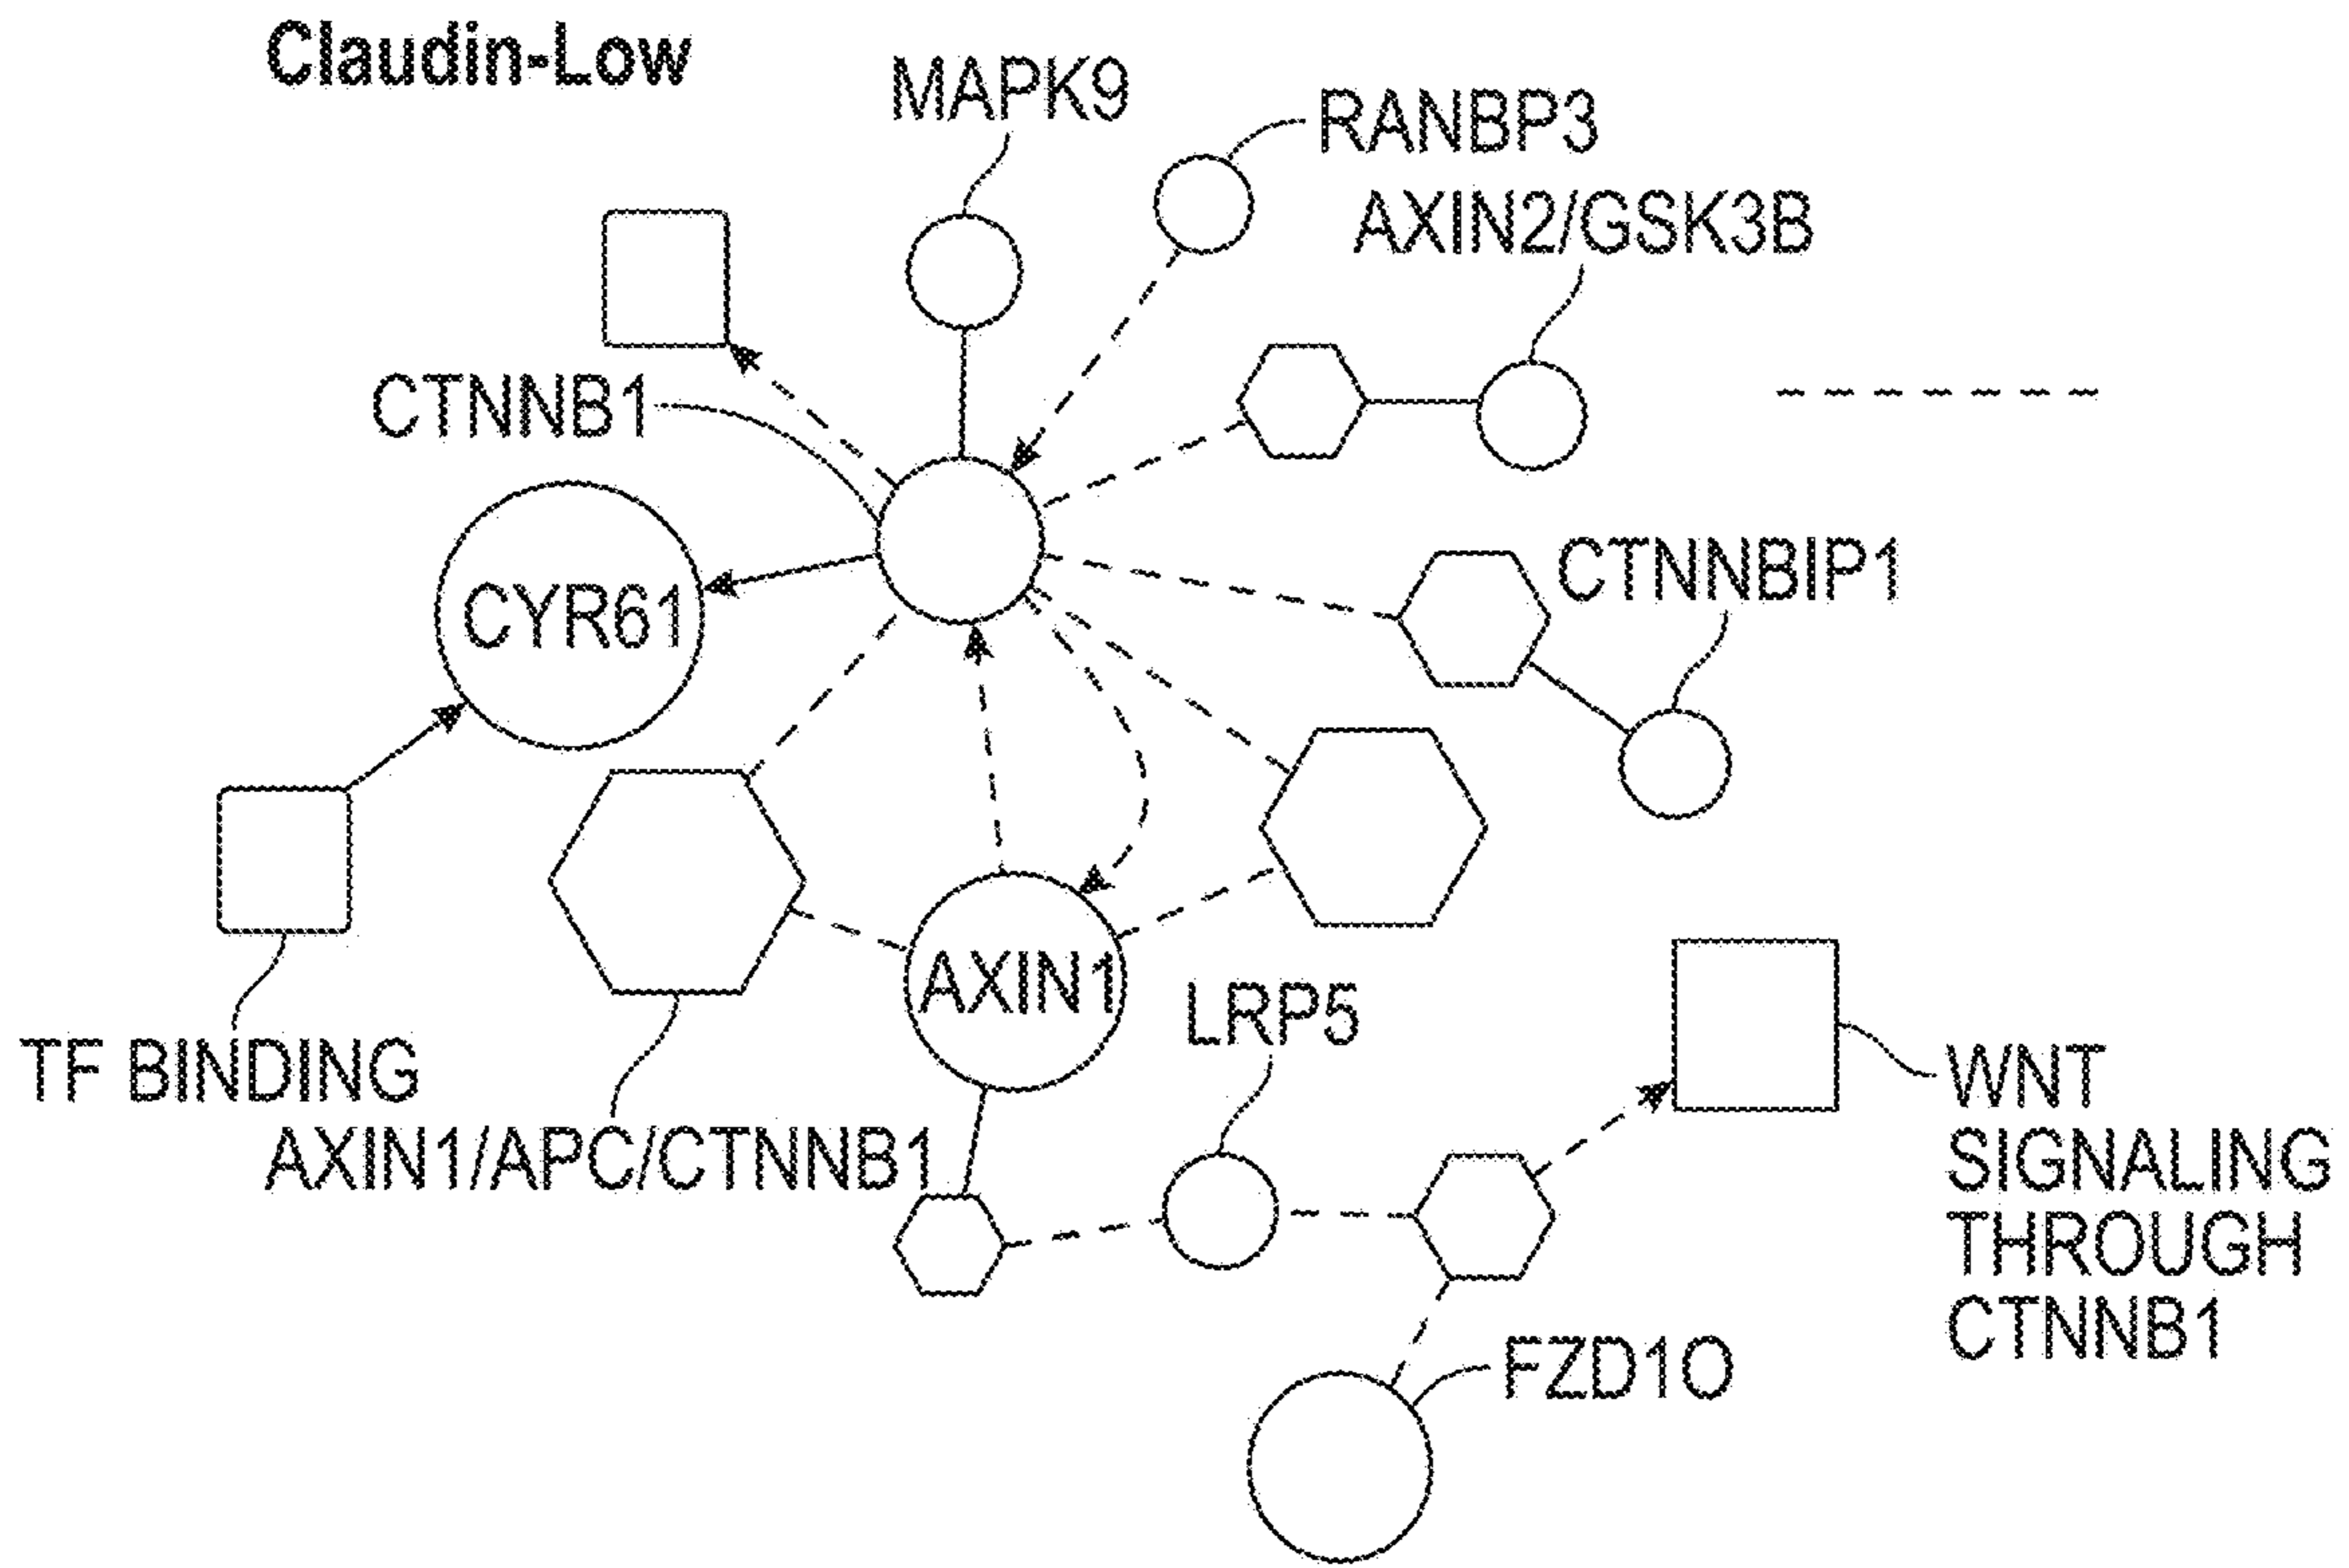 Claudin-Low
MAPK9
RANBP3
AXIN2/GSK3B
CTNNB1
CTNNBIP1
CYR61
AXIN1
LRP5
TF BINDING
AXIN1/APC/CTNNB1
WNT
SIGNALING
THROUGH
CTNNB1
FZD1O